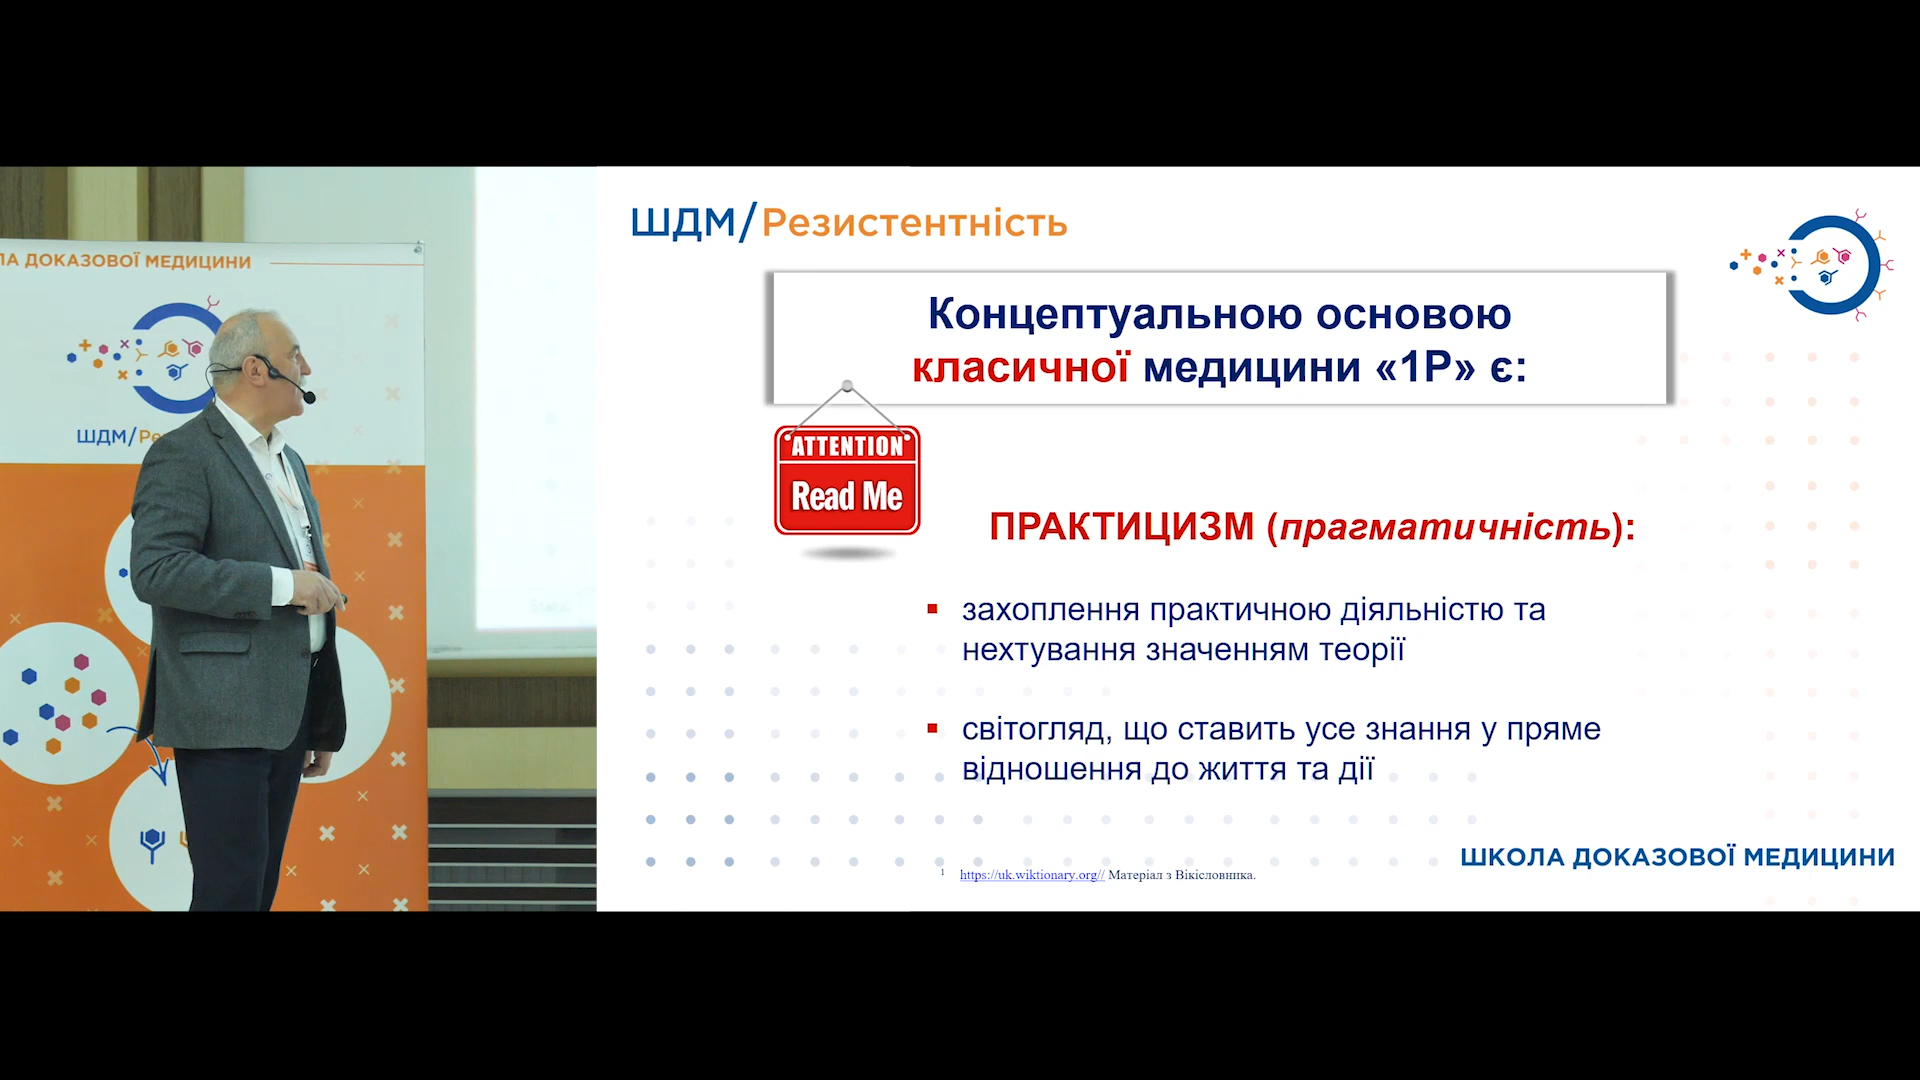 ЛА ДОКАЗОВОЇ МЕДИЦИНИ
ШДМ/Ре
ШДМ/Резистентність
Концептуальною основою
класичної медицини «1Р» є:
ATTENTION
Read Me
ПРАКТИЦИЗМ (прагматичність):
▪ захоплення практичною діяльністю та
нехтування значенням теорії
▪ світогляд, що ставить усе знання у пряме
відношення до життя та дії
ШКОЛА ДОКАЗОВОЇ МЕДИЦИНИ
1 https://uk.wiktionary.org// Матеріал з Вікісловника.